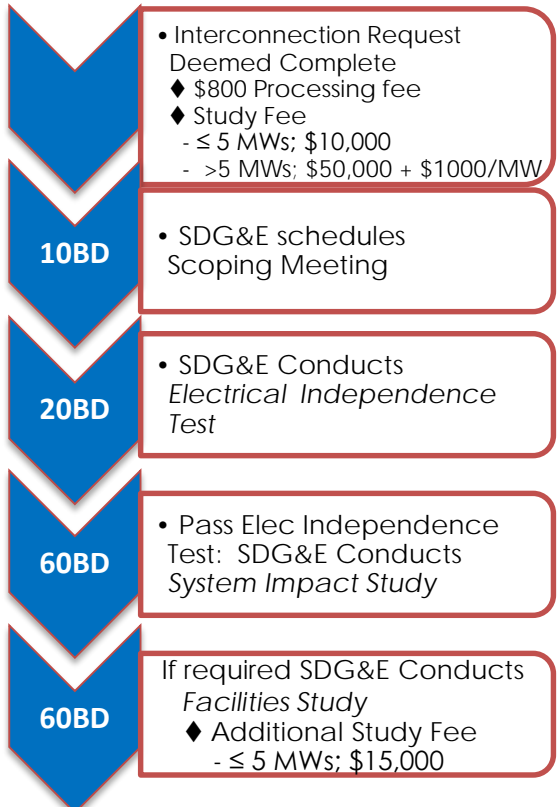 • Interconnection Request
Deemed Complete
♦ $800 Processing fee
♦ Study Fee
- ≤ 5 MWs; $10,000
- >5 MWs; $50,000 + $1000/MW
10BD
• SDG&E schedules
Scoping Meeting
20BD
• SDG&E Conducts
Electrical Independence
Test
60BD
• Pass Elec Independence
Test: SDG&E Conducts
System Impact Study
60BD
If required SDG&E Conducts
Facilities Study
♦ Additional Study Fee
- ≤ 5 MWs; $15,000